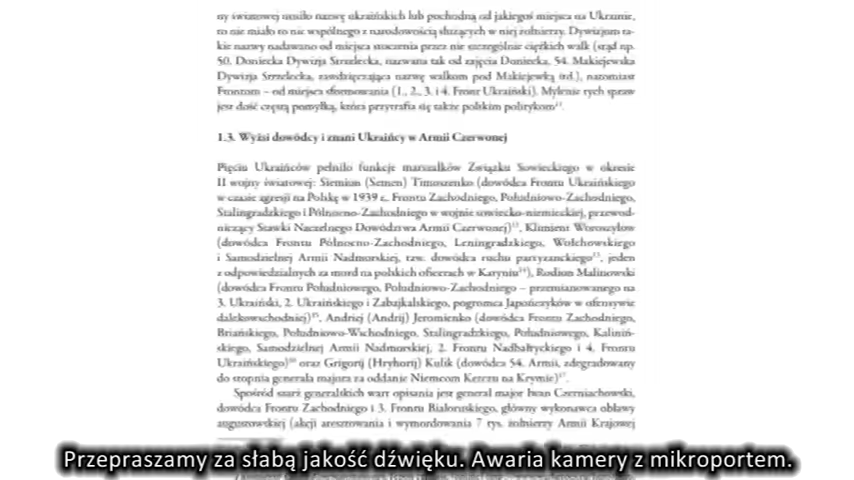 ny światowej nosiło nazwę ukraińskich lub pochodną od jakiegoś miejsca na Ukrainie,
to nie miało to nic wspólnego z narodowością służących w niej żołnierzy. Dywizjom ta-
kie nazwy nadawano od miejsca stoczenia przez nie szczególnie ciężkich walk (stąd np.
50. Doniecka Dywizja Strzelecka, nazwana tak od zajęcia Doniecka, 54. Makiejewska
Dywizja Strzelecka, zawdzięczająca nazwę walkom pod Makiejewką itd.), natomiast
Frontom – od miejsca sformowania (1., 2., 3. i 4. Front Ukraiński). Mylenie tych spraw
jest dość częstą pomyłką, która przytrafia się także polskim politykom
1.3. Wyżsi dowódcy i znani Ukraińcy w Armii Czerwonej
Pięciu Ukraińców pełniło funkcje marszałków Związku Sowieckiego w okresie
II wojny światowej: Siemion (Semen) Timoszenko (dowódca Frontu Ukraińskiego
w czasie agresji na Polskę w 1939 r., Frontu Zachodniego, Południowo-Zachodniego,
Stalingradzkiego i Północno-Zachodniego w wojnie sowiecko-niemieckiej, przewod-
niczący Stawki Naczelnego Dowództwa Armii Czerwonej)¹², Kliment Woroszyłow
(dowódca Frontu Północno-Zachodniego, Leningradzkiego, Wołchowskiego
i Samodzielnej Armii Nadmorskiej, tzw. dowódca ruchu partyzanckiego¹³, jeden
z odpowiedzialnych za mord na polskich oficerach w Katyniu¹⁴), Rodion Malinowski
(dowódca Frontu Południowego, Południowo-Zachodniego – przemianowanego na
3. Ukraiński, 2. Ukraińskiego i Zabajkalskiego, pogromca Japończyków w ofensywie
dalekowschodniej)¹⁵, Andriej (Andrij) Jeromienko (dowódca Frontu Zachodniego,
Briańskiego, Południowo-Wschodniego, Stalingradzkiego, Południowego, Kaliniń-
skiego, Samodzielnej Armii Nadmorskiej, 2. Frontu Nadbałtyckiego i 4. Frontu
Ukraińskiego)¹⁶ oraz Grigorij (Hryhorij) Kulik (dowódca 54. Armii, zdegradowany
do stopnia generała majora za oddanie Niemcom Kerczu na Krymie)¹⁷.
Spośród szarż generalskich wart opisania jest generał major Iwan Czerniachowski,
dowódca Frontu Zachodniego i 3. Frontu Białoruskiego, główny wykonawca obławy
augustowskiej (akcji aresztowania i wymordowania 7 tys. żołnierzy Armii Krajowej
Przepraszamy za słabą jakość dźwięku. Awaria kamery z mikroportem.